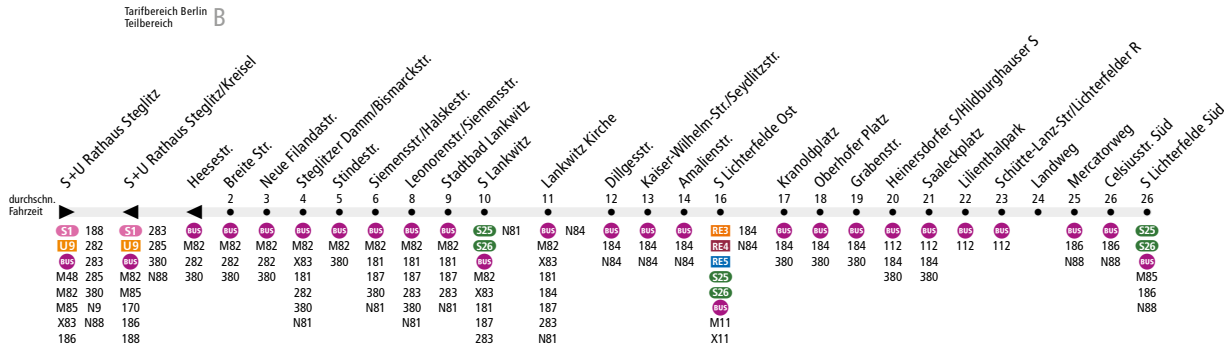 Tarifbereich Berlin
Teilbereich B
S+U Rathaus Steglitz
S+U Rathaus Steglitz/Kreisel
Heesestr.
Breite Str.
Neue Filandastr.
Steglitzer Damm/Bismarckstr.
Stindestr.
Siemensstr./Halskestr.
Leonorenstr./Siemensstr.
Stadtbad Lankwitz
S Lankwitz
Lankwitz Kirche
Dillgesstr.
Kaiser-Wilhelm-Str./Seydlitzstr.
Amalienstr.
S Lichterfelde Ost
Kranoldplatz
Oberhofer Platz
Grabenstr.
Heinersdorfer S/Hildburghauser S
Saaleckplatz
Lilienthalpark
Schütte-Lanz-Str/Lichterfelder R
Landweg
Mercatorweg
Celsiusstr. Süd
S Lichterfelde Süd
durchschn. 2 3 4 5 6 8 9 10 11 12 13 14 16 17 18 19 20 21 22 23 24 25 26 26
Fahrzeit
S1 188
U9 282
BUS 283
M48 285
M82 380
M85 N9
X83 N88
186
S1 283
U9 285
BUS 380
M82 N88
M85
170
186
188
BUS
M82
282
380
BUS
M82
282
380
BUS
M82
282
380
BUS
M82
X83
181
282
380
N81
BUS
M82
380
BUS
M82
181
187
380
N81
BUS
M82
181
187
283
380
N81
BUS
M82
181
187
283
N81
S25 N81
S26
BUS
M82
X83
181
187
283
BUS
M82
X83
181
184
187
283
N81
BUS
184
N84
BUS
184
N84
BUS
184
N84
RE3 184
RE4 N84
RE5
S25
S26
BUS
M11
X11
BUS
184
380
BUS
184
380
BUS
184
380
BUS
112
184
380
BUS
112
184
380
BUS
112
BUS
112
BUS
186
N88
BUS
186
N88
S25
S26
BUS
M85
186
N88